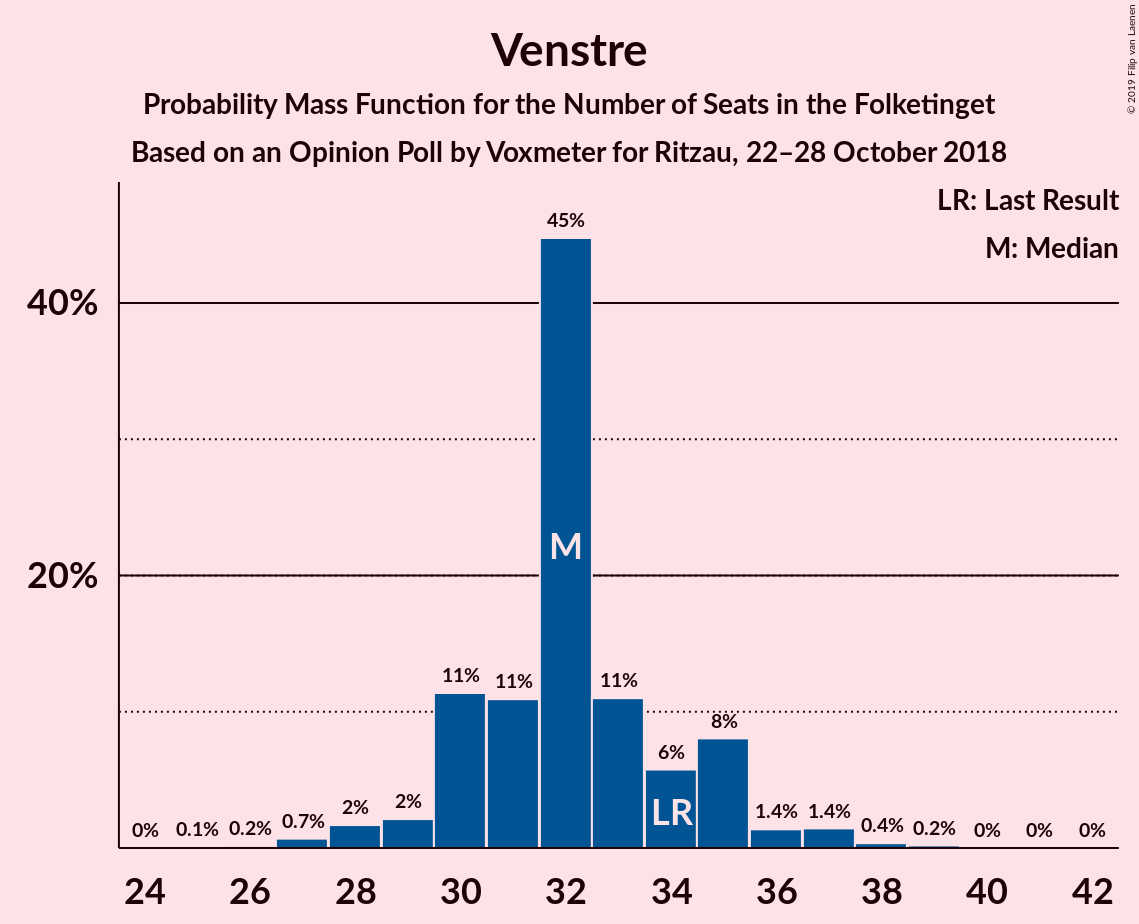 Venstre
Probability Mass Function for the Number of Seats in the Folketinget
Based on an Opinion Poll by Voxmeter for Ritzau, 22–28 October 2018
© 2019 Filip van Laenen
LR: Last Result
M: Median
40%
20%
0%
0.1%
0.2%
0.7%
2%
2%
11%
11%
45%
11%
6%
8%
1.4%
1.4%
0.4%
0.2%
0%
0%
0%
M
LR
24 26 28 30 32 34 36 38 40 42